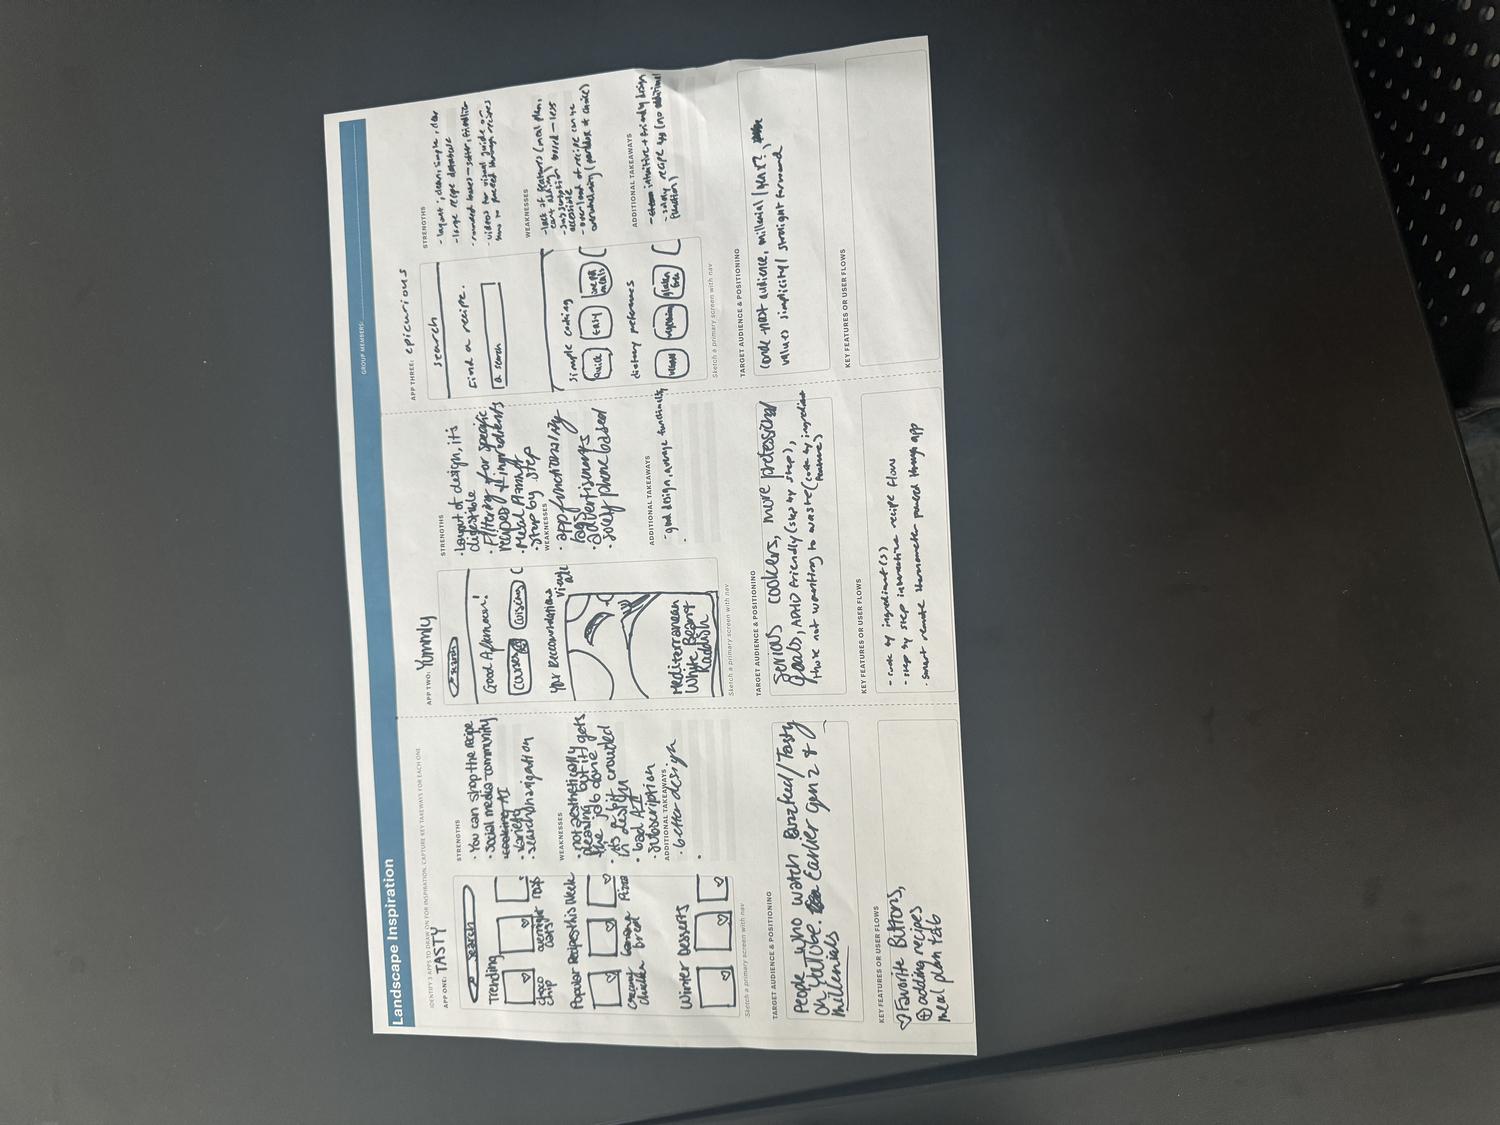 Landscape Inspiration
GROUP MEMBERS:
IDENTIFY 3 APPS TO DRAW ON FOR INSPIRATION. CAPTURE KEY TAKEWAYS FOR EACH ONE
APP ONE: TASTY
Search
Trending
choco
chip
overnight
oats
roas
Popular Recipes this Week
creamy
chicken
banana
bread
Pizza
Winter Desserts
Sketch a primary screen with nav
STRENGTHS
· You can shop the recipe
· social media-community
· cooking AI
· variety
· search/navigation
WEAKNESSES
· not aesthetically
pleasing but it gets
the job done
· it's a bit crowded
in design
· bad AI
· subscription
ADDITIONAL TAKEAWAYS
· better design
TARGET AUDIENCE & POSITIONING
People who watch Buzzfeed/Tasty
on YouTube. Earlier gen z &
millenials
KEY FEATURES OR USER FLOWS
♡ Favorite Buttons,
⊕ adding recipes
meal plan tab
APP TWO: Yummly
search
Good Afternoon!
courses
cuisines
Your Reccomendations
view all
Mediterranean
White Bean &
Raddish
Sketch a primary screen with nav
STRENGTHS
· Layout of design, it's
digestible
· Filtering for specific
recipes + ingredients
· Meal Planner
· Step by step
WEAKNESSES
· app functionality
lags
· advertisments
· solely phone based
ADDITIONAL TAKEAWAYS
- good design, average functionality
TARGET AUDIENCE & POSITIONING
serious cookers, more professional
goals, ADHD friendly (step by step),
those not wanting to waste (cook by ingredient
feature)
KEY FEATURES OR USER FLOWS
- cook by ingredient(s)
- step by step interactive recipe flows
- smart remote thermometer powered through app
APP THREE: epicurious
search
Find a recipe.
search
simple cooking
quick
easy
one pot
meals
dietary preferences
vegan
vegetarian
gluten
free
Sketch a primary screen with nav
STRENGTHS
- layout, clean, simple, clear
- large recipe database
- rounded boxes - softer, friendlier
- videos for visual guide on
how to proceed through recipes
WEAKNESSES
- lack of features (meal plan,
cart adding)
- subscription based - less
accessible
- overload of recipe can be
overwhelming (paradox of choice)
ADDITIONAL TAKEAWAYS
- intuitive + friendly design
- solely recipe app (no additional
function)
TARGET AUDIENCE & POSITIONING
conde-nast audience, millenial/gen x?,
values simplicity/ straight forward
KEY FEATURES OR USER FLOWS